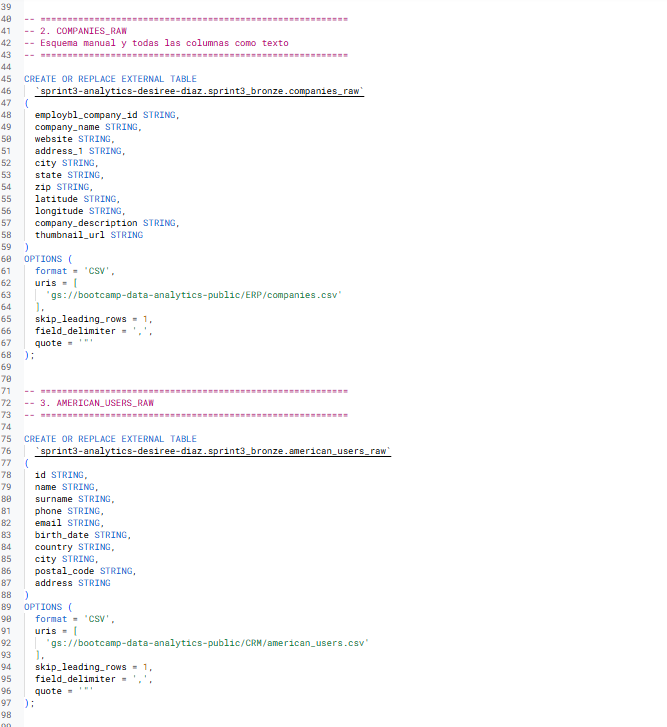 39
40 -- ========================================================
41 -- 2. COMPANIES_RAW
42 -- Esquema manual y todas las columnas como texto
43 -- ========================================================
44
45 CREATE OR REPLACE EXTERNAL TABLE
46 `sprint3-analytics-desiree-diaz.sprint3_bronze.companies_raw`
47 (
48 employbl_company_id STRING,
49 company_name STRING,
50 website STRING,
51 address_1 STRING,
52 city STRING,
53 state STRING,
54 zip STRING,
55 latitude STRING,
56 longitude STRING,
57 company_description STRING,
58 thumbnail_url STRING
59 )
60 OPTIONS (
61 format = 'CSV',
62 uris = [
63 'gs://bootcamp-data-analytics-public/ERP/companies.csv'
64 ],
65 skip_leading_rows = 1,
66 field_delimiter = ',',
67 quote = '"'
68 );
69
70
71 -- ========================================================
72 -- 3. AMERICAN_USERS_RAW
73 -- ========================================================
74
75 CREATE OR REPLACE EXTERNAL TABLE
76 `sprint3-analytics-desiree-diaz.sprint3_bronze.american_users_raw`
77 (
78 id STRING,
79 name STRING,
80 surname STRING,
81 phone STRING,
82 email STRING,
83 birth_date STRING,
84 country STRING,
85 city STRING,
86 postal_code STRING,
87 address STRING
88 )
89 OPTIONS (
90 format = 'CSV',
91 uris = [
92 'gs://bootcamp-data-analytics-public/CRM/american_users.csv'
93 ],
94 skip_leading_rows = 1,
95 field_delimiter = ',',
96 quote = '"'
97 );
98
99